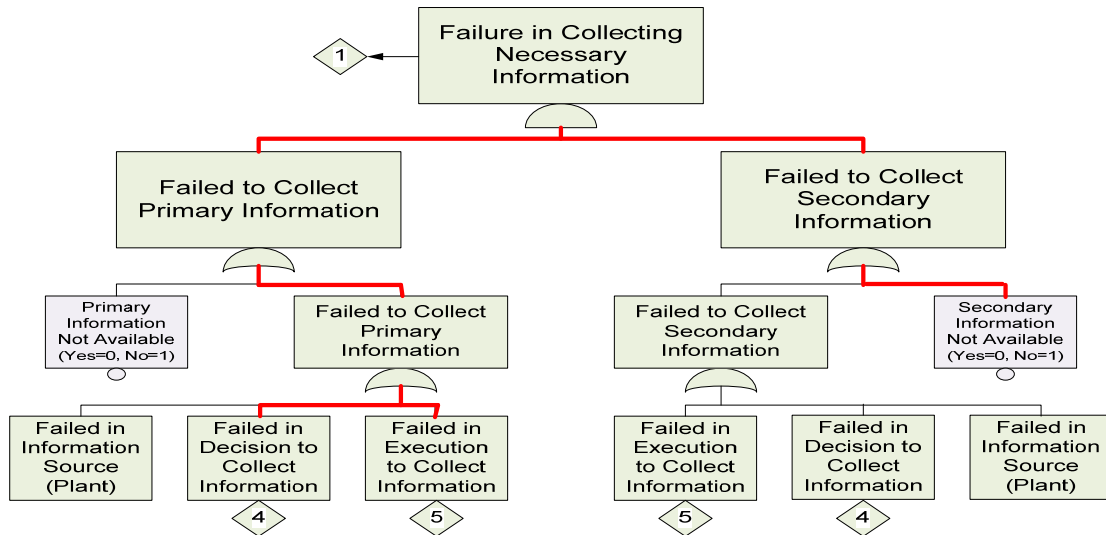 Failure in Collecting
Necessary
Information
1
Failed to Collect
Primary Information
Failed to Collect
Secondary
Information
Primary
Information
Not Available
(Yes=0, No=1)
Failed to Collect
Primary
Information
Failed to Collect
Secondary
Information
Secondary
Information
Not Available
(Yes=0, No=1)
Failed in
Information
Source
(Plant)
Failed in
Decision to
Collect
Information
4
Failed in
Execution
to Collect
Information
5
Failed in
Execution
to Collect
Information
5
Failed in
Decision to
Collect
Information
4
Failed in
Information
Source
(Plant)